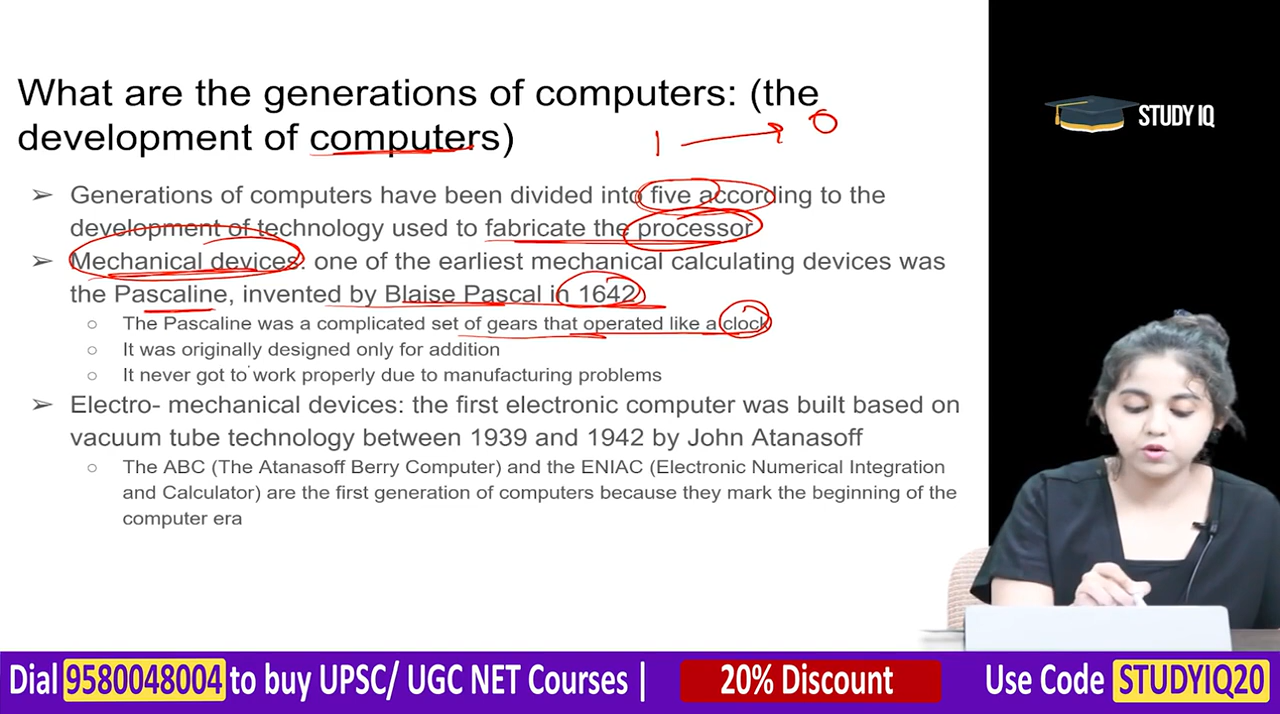 What are the generations of computers: (the
development of computers)
1 → 0
➢ Generations of computers have been divided into five according to the
development of technology used to fabricate the processor
➢ Mechanical devices: one of the earliest mechanical calculating devices was
the Pascaline, invented by Blaise Pascal in 1642
○ The Pascaline was a complicated set of gears that operated like a clock
○ It was originally designed only for addition
○ It never got to work properly due to manufacturing problems
➢ Electro- mechanical devices: the first electronic computer was built based on
vacuum tube technology between 1939 and 1942 by John Atanasoff
○ The ABC (The Atanasoff Berry Computer) and the ENIAC (Electronic Numerical Integration
and Calculator) are the first generation of computers because they mark the beginning of the
computer era
STUDY IQ
Dial 9580048004 to buy UPSC/ UGC NET Courses | 20% Discount Use Code STUDYIQ20